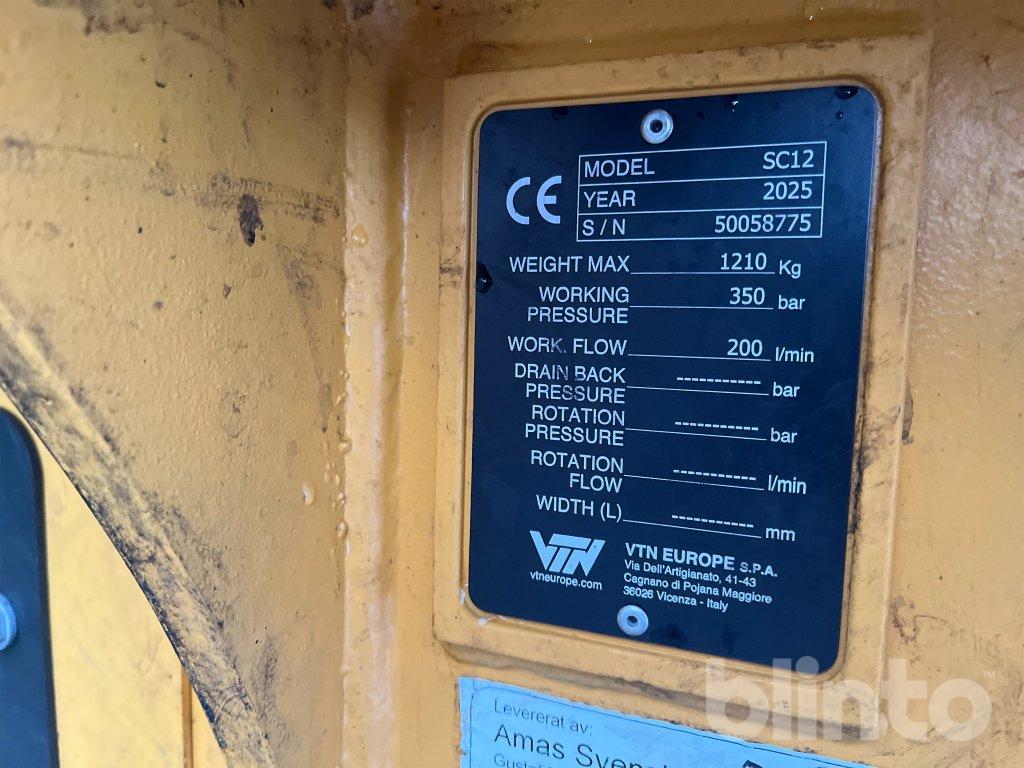 CE
MODEL SC12
YEAR 2025
S / N 50058775
WEIGHT MAX 1210 Kg
WORKING
PRESSURE 350 bar
WORK. FLOW 200 l/min
DRAIN BACK
PRESSURE ----------- bar
ROTATION
PRESSURE ----------- bar
ROTATION
FLOW ----------- l/min
WIDTH (L) ----------- mm
VTN
vtneurope.com
VTN EUROPE S.P.A.
Via Dell'Artigianato, 41-43
Cagnano di Pojana Maggiore
36026 Vicenza - Italy
Levererat av:
Amas
blinto™